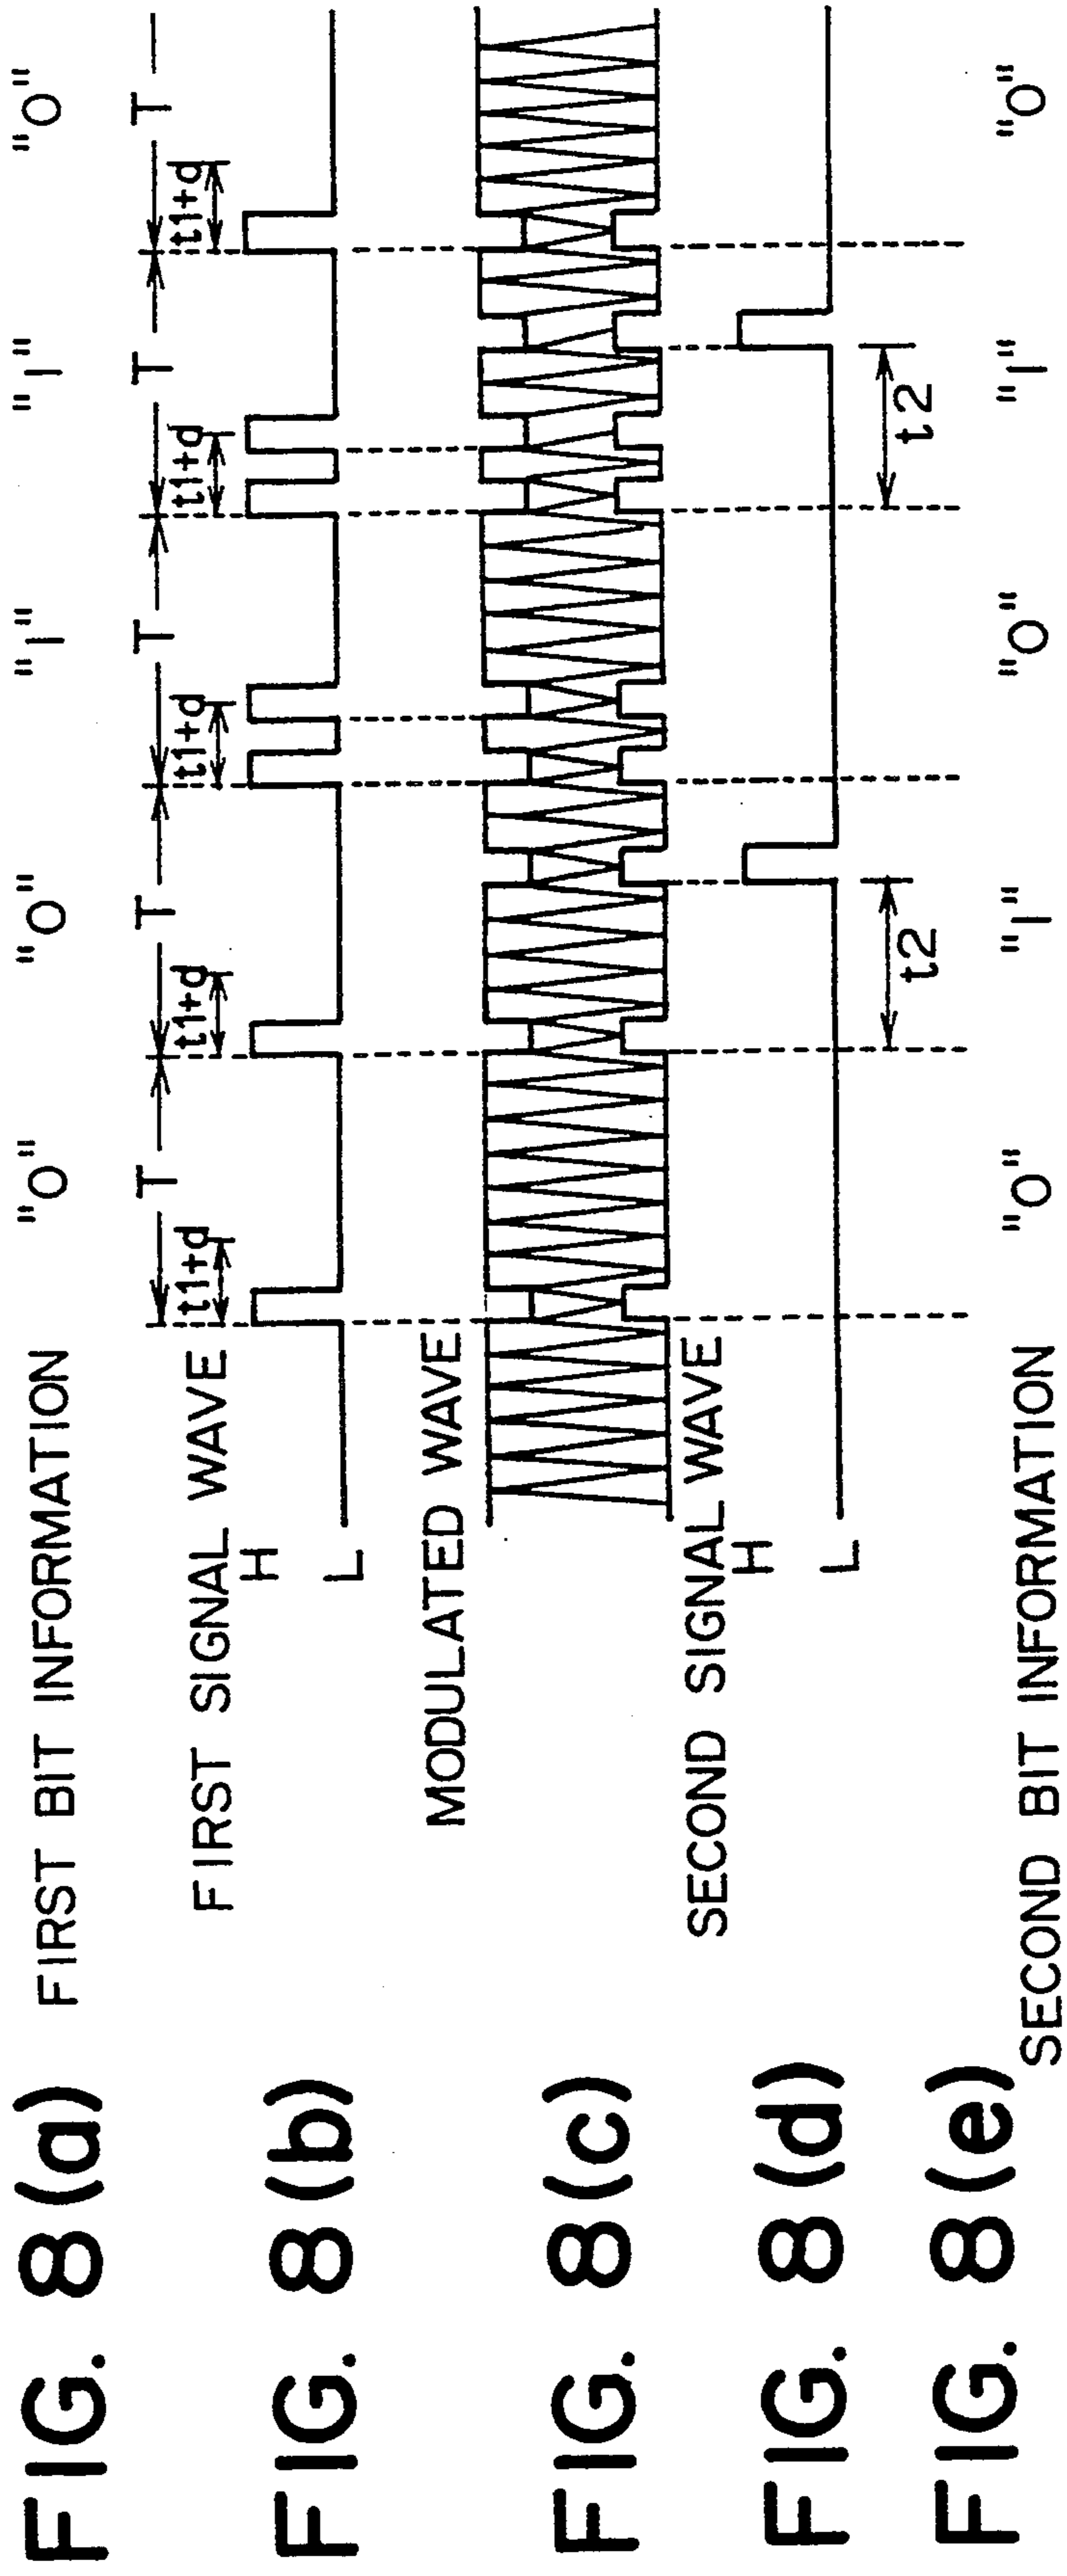 FIG. 8(a) FIRST BIT INFORMATION "0" "0" "1" "1" "0"
T T T T T
t1+d t1+d t1+d t1+d t1+d
FIG. 8(b) FIRST SIGNAL WAVE
H
L
FIG. 8(c) MODULATED WAVE
FIG. 8(d) SECOND SIGNAL WAVE
H
L
t2 t2
FIG. 8(e) SECOND BIT INFORMATION "0" "1" "0" "1" "0"